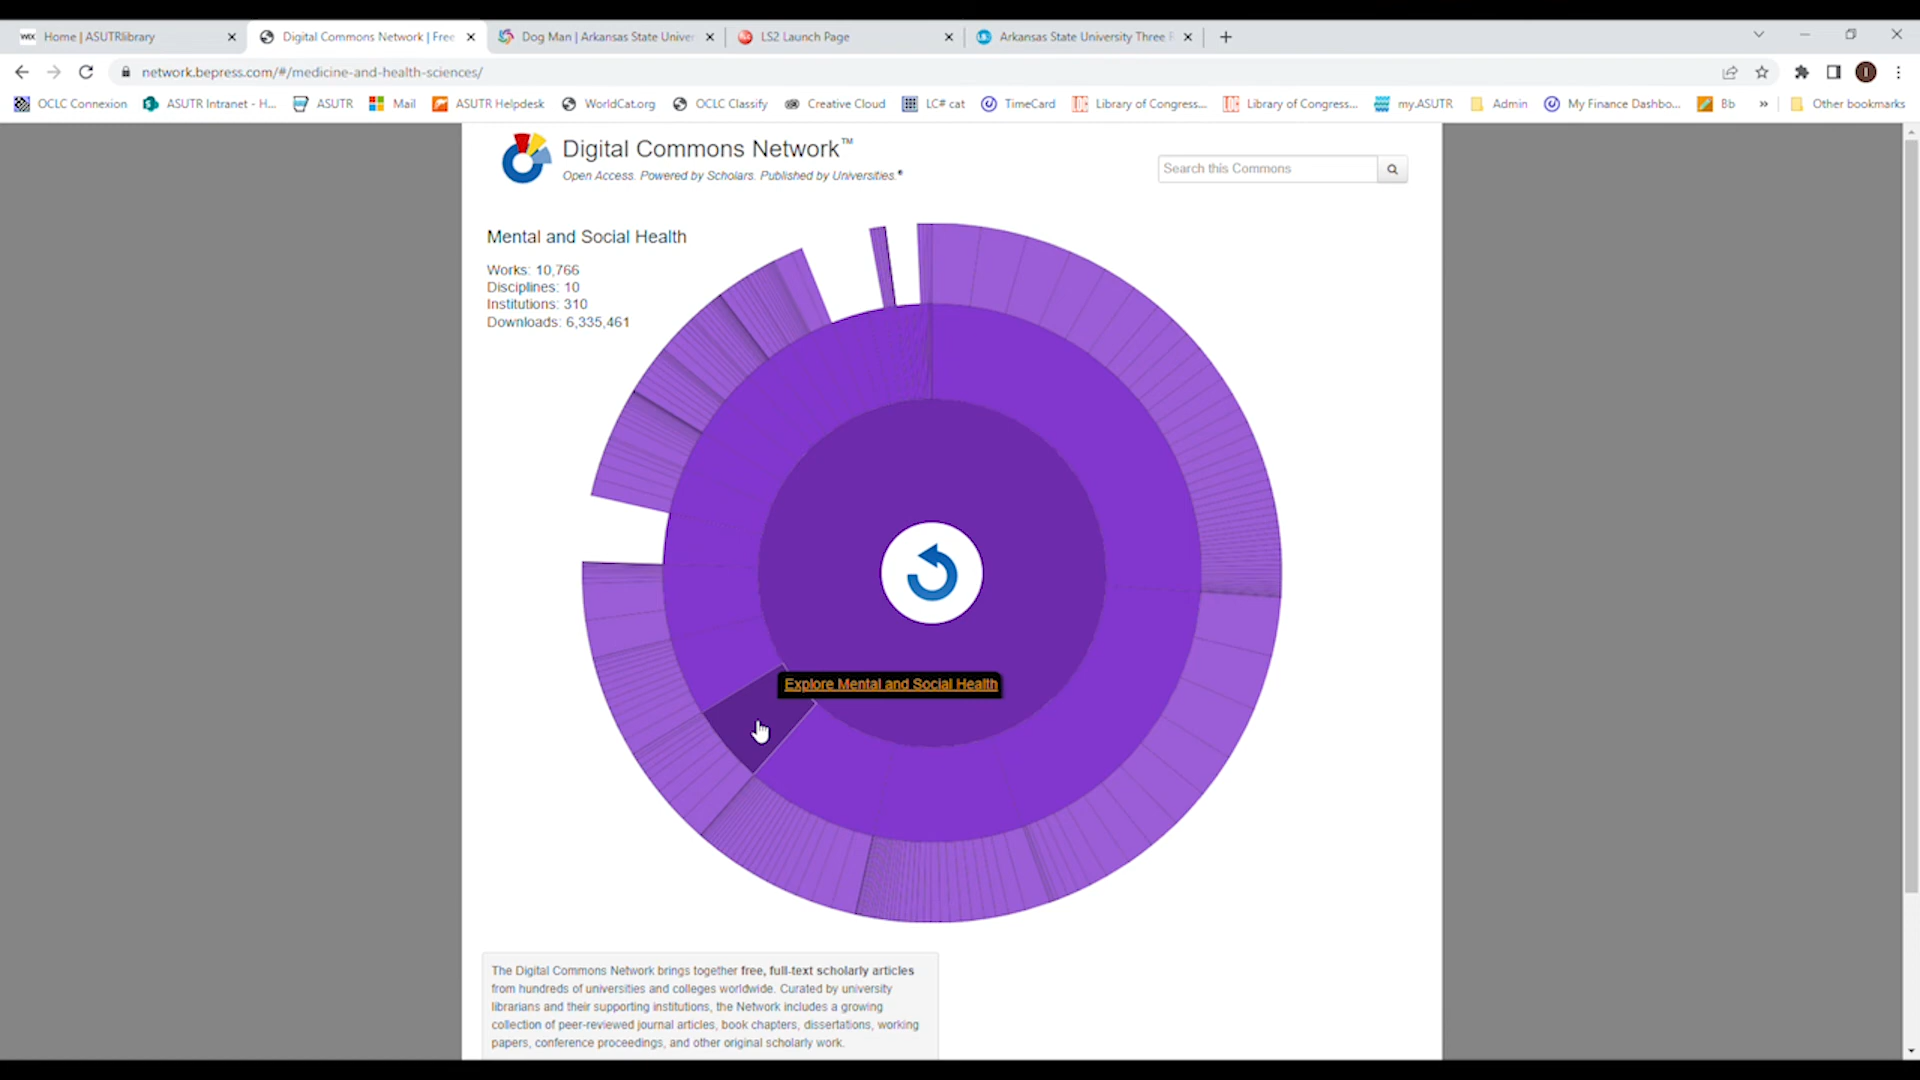 Home | ASUTRlibrary
Digital Commons Network | Free
Dog Man | Arkansas State Univer
LS2 Launch Page
Arkansas State University Three R
network.bepress.com/#/medicine-and-health-sciences/
OCLC Connexion
ASUTR Intranet - H...
ASUTR
Mail
ASUTR Helpdesk
WorldCat.org
OCLC Classify
Creative Cloud
LC# cat
TimeCard
Library of Congress...
Library of Congress...
my.ASUTR
Admin
My Finance Dashbo...
Bb
»
Other bookmarks
Digital Commons Network™
Open Access. Powered by Scholars. Published by Universities.®
Search this Commons
Mental and Social Health
Works: 10,766
Disciplines: 10
Institutions: 310
Downloads: 6,335,461
Explore Mental and Social Health
The Digital Commons Network brings together free, full-text scholarly articles
from hundreds of universities and colleges worldwide. Curated by university
librarians and their supporting institutions, the Network includes a growing
collection of peer-reviewed journal articles, book chapters, dissertations, working
papers, conference proceedings, and other original scholarly work.